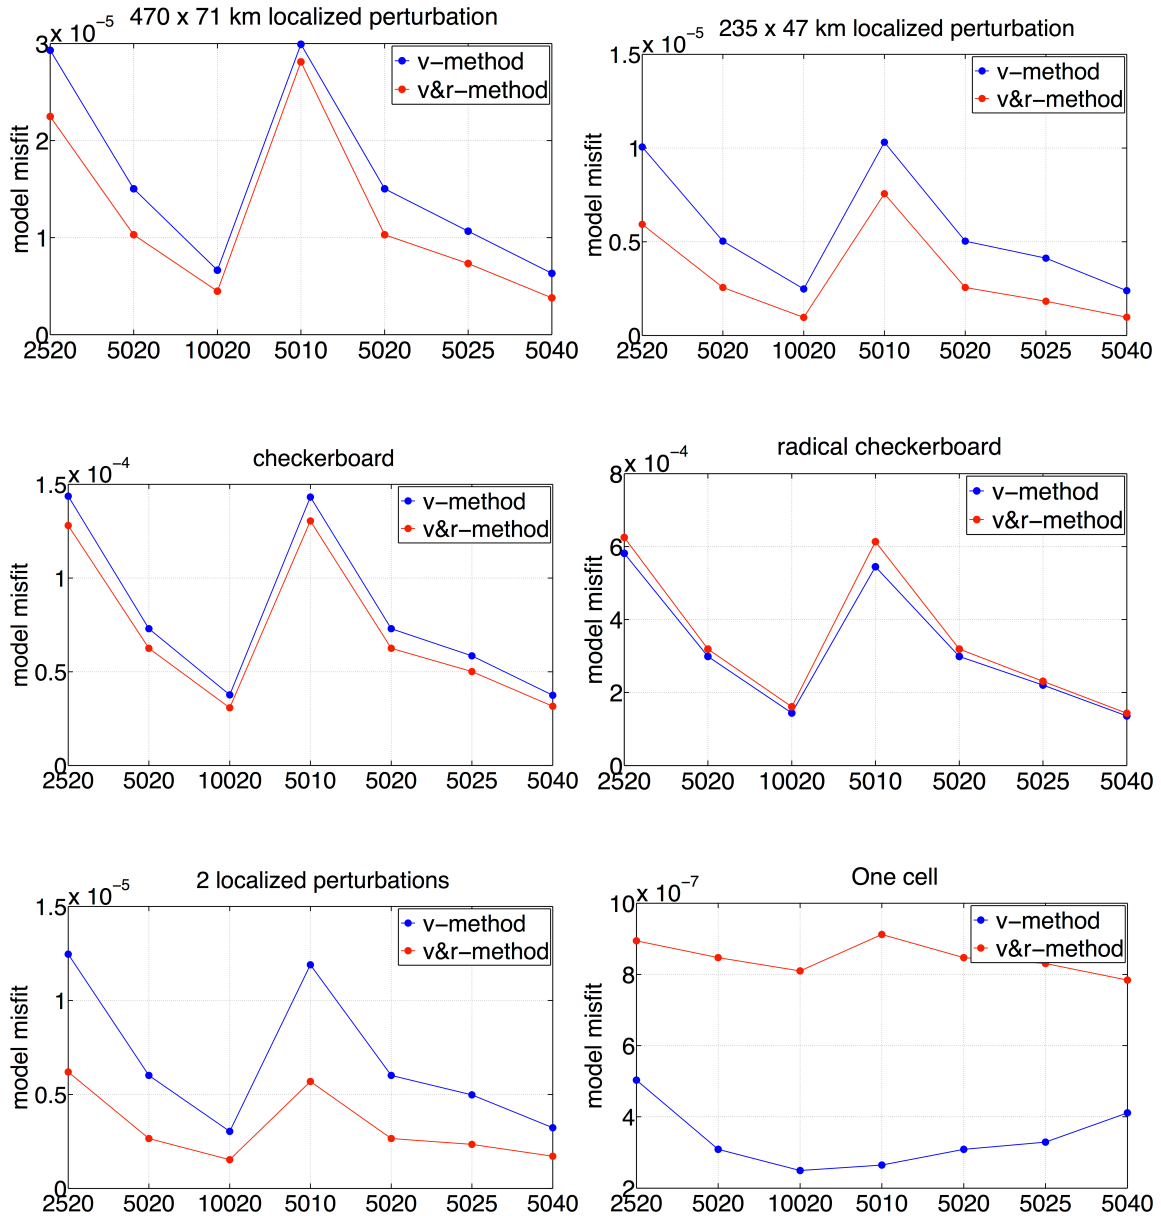 470 x 71 km localized perturbation
x 10⁻⁵
3
2
1
0
model misfit
v−method
v&r−method
2520 5020 10020 5010 5020 5025 5040
235 x 47 km localized perturbation
x 10⁻⁵
1.5
1
0.5
0
model misfit
v−method
v&r−method
2520 5020 10020 5010 5020 5025 5040
checkerboard
x 10⁻⁴
1.5
1
0.5
0
model misfit
v−method
v&r−method
2520 5020 10020 5010 5020 5025 5040
radical checkerboard
x 10⁻⁴
8
6
4
2
0
model misfit
v−method
v&r−method
2520 5020 10020 5010 5020 5025 5040
2 localized perturbations
x 10⁻⁵
1.5
1
0.5
0
model misfit
v−method
v&r−method
2520 5020 10020 5010 5020 5025 5040
One cell
x 10⁻⁷
10
8
6
4
2
model misfit
v−method
v&r−method
2520 5020 10020 5010 5020 5025 5040